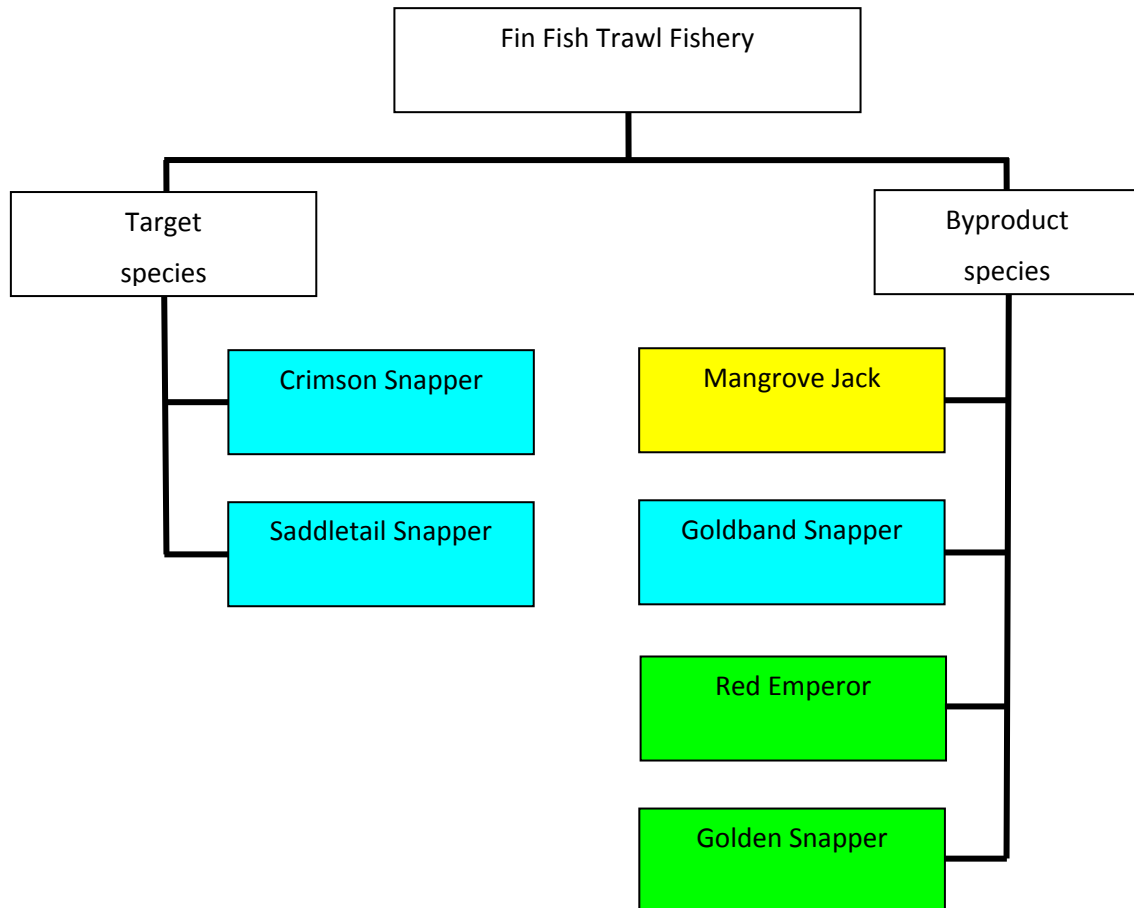 Fin Fish Trawl Fishery
Target
species
Byproduct
species
Crimson Snapper
Saddletail Snapper
Mangrove Jack
Goldband Snapper
Red Emperor
Golden Snapper